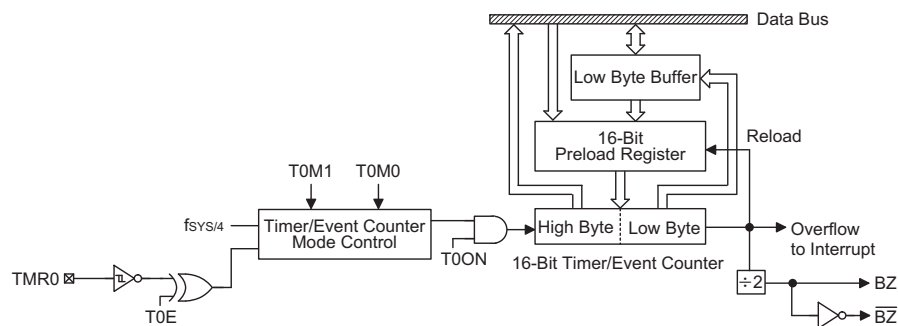 Data Bus
Low Byte Buffer
16-Bit
Preload Register
Reload
T0M1
T0M0
fSYS/4
Timer/Event Counter
Mode Control
High Byte
Low Byte
Overflow
to Interrupt
T0ON
16-Bit Timer/Event Counter
TMR0
T0E
÷2
BZ
B̅Z̅